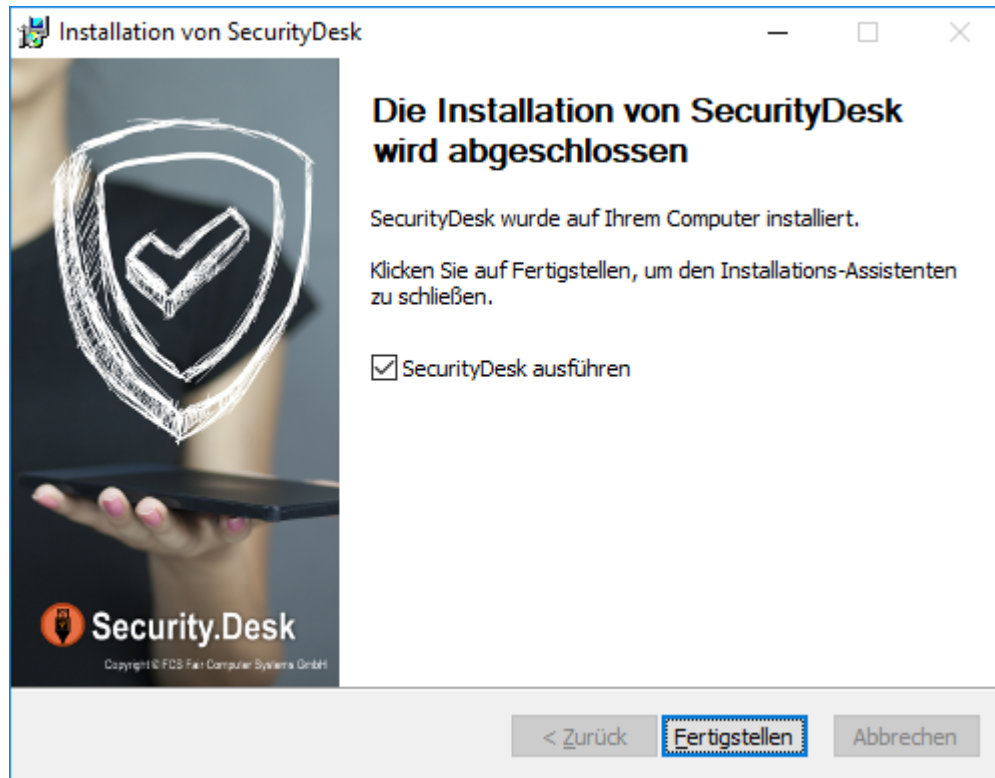 Installation von SecurityDesk
Die Installation von SecurityDesk
wird abgeschlossen
SecurityDesk wurde auf Ihrem Computer installiert.
Klicken Sie auf Fertigstellen, um den Installations-Assistenten
zu schließen.
SecurityDesk ausführen
Security.Desk
Copyright © FCS Fair Computer Systems GmbH
< Zurück
Fertigstellen
Abbrechen